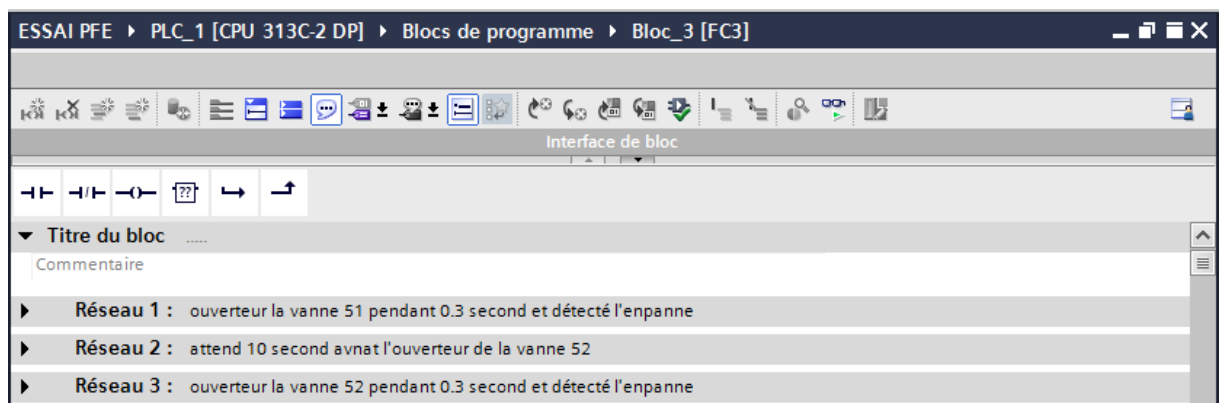 ESSAI PFE ▸ PLC_1 [CPU 313C-2 DP] ▸ Blocs de programme ▸ Bloc_3 [FC3]
Interface de bloc
??
Titre du bloc .....
Commentaire
Réseau 1 : ouverteur la vanne 51 pendant 0.3 second et détecté l'enpanne
Réseau 2 : attend 10 second avnat l'ouverteur de la vanne 52
Réseau 3 : ouverteur la vanne 52 pendant 0.3 second et détecté l'enpanne